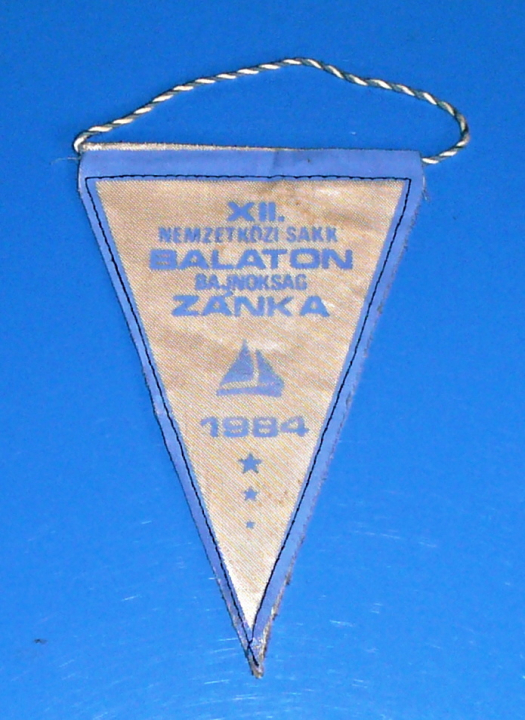 XII.
NEMZETKÖZI SAKK
BALATON
BAJNOKSÁG
ZÁNKA
1984